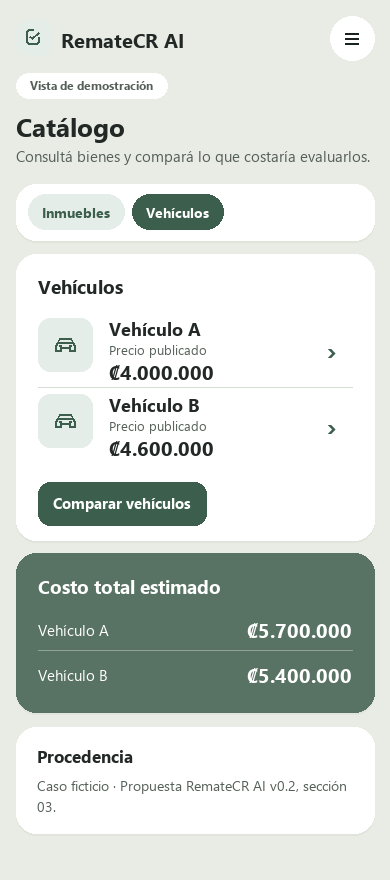 RemateCR AI
Vista de demostración
Catálogo
Consultá bienes y compará lo que costaría evaluarlos.
Inmuebles
Vehículos
Vehículos
Vehículo A
Precio publicado
₡4.000.000
Vehículo B
Precio publicado
₡4.600.000
Comparar vehículos
Costo total estimado
Vehículo A ₡5.700.000
Vehículo B ₡5.400.000
Procedencia
Caso ficticio · Propuesta RemateCR AI v0.2, sección
03.